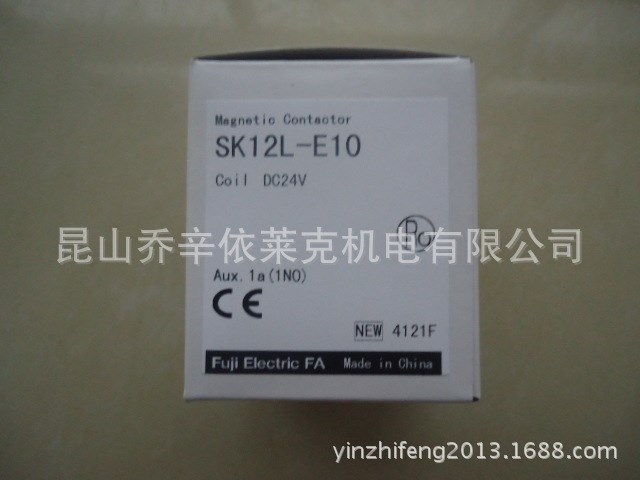 Magnetic Contactor
SK12L-E10
Coil DC24V
Ro
昆山乔辛依莱克机电有限公司
Aux. 1a(1NO)
CE
NEW 4121F
Fuji Electric FA Made in China
yinzhifeng2013.1688.com